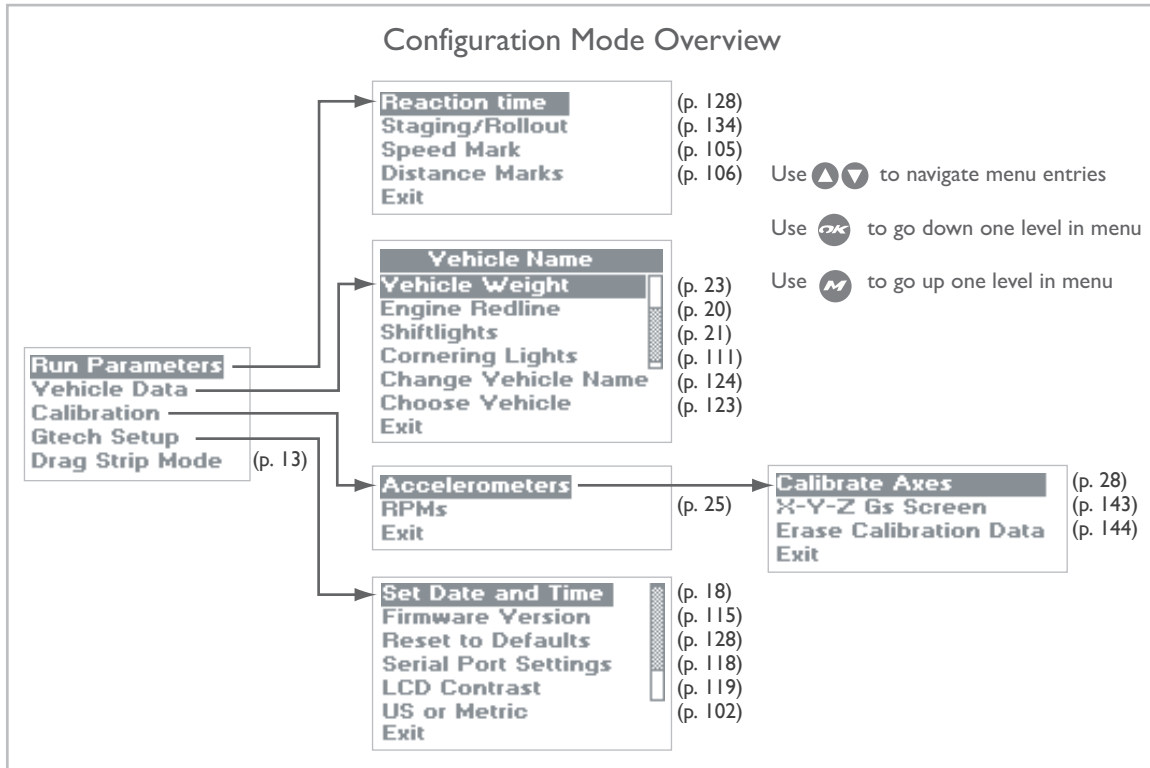 Configuration Mode Overview
Reaction time (p. 128)
Staging/Rollout (p. 134)
Speed Mark (p. 105)
Distance Marks (p. 106)
Exit
Use to navigate menu entries
Use OK to go down one level in menu
Use M to go up one level in menu
Vehicle Name
Vehicle Weight (p. 23)
Engine Redline (p. 20)
Shiftlights (p. 21)
Cornering Lights (p. 111)
Change Vehicle Name (p. 124)
Choose Vehicle (p. 123)
Exit
Run Parameters
Vehicle Data
Calibration
Gtech Setup
Drag Strip Mode (p. 13)
Accelerometers
RPMs (p. 25)
Exit
Calibrate Axes (p. 28)
X-Y-Z Gs Screen (p. 143)
Erase Calibration Data (p. 144)
Exit
Set Date and Time (p. 18)
Firmware Version (p. 115)
Reset to Defaults (p. 128)
Serial Port Settings (p. 118)
LCD Contrast (p. 119)
US or Metric (p. 102)
Exit